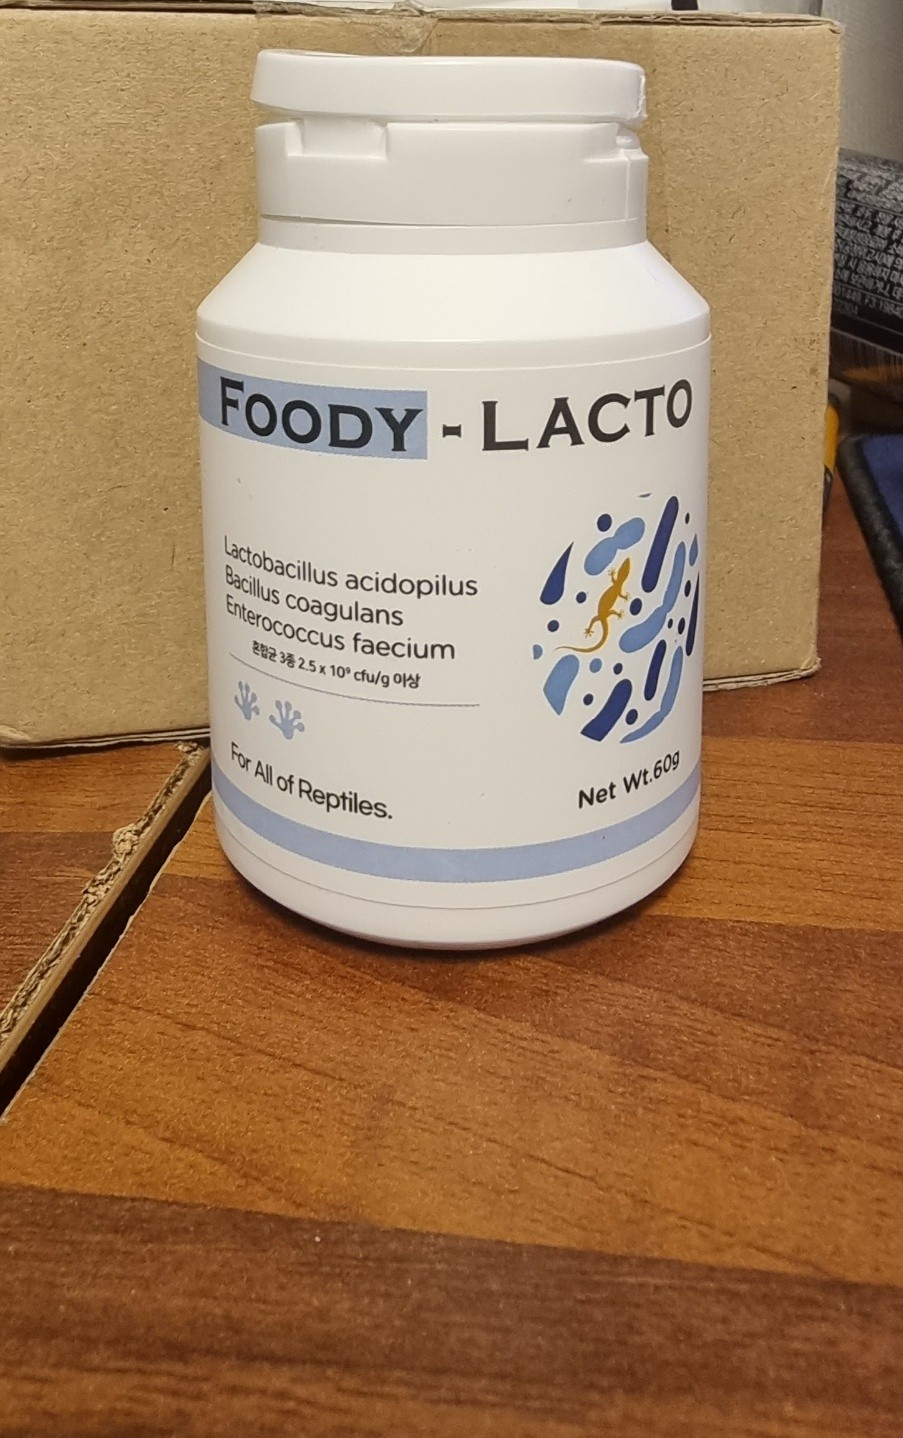 FOODY - LACTO
Lactobacillus acidopilus
Bacillus coagulans
Enterococcus faecium
혼합균 3종 2.5 x 10⁹ cfu/g 이상
For All of Reptiles.
Net Wt.60g